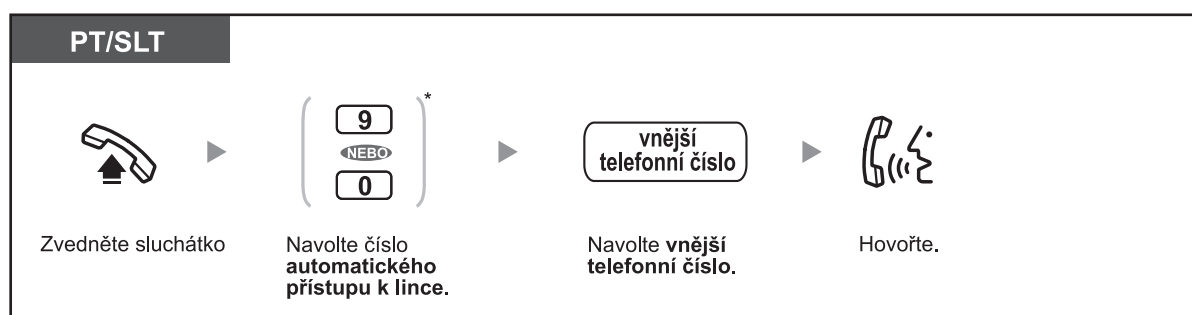 PT/SLT
*
9
NEBO
0
vnější
telefonní číslo
Zvedněte sluchátko
Navolte číslo
automatického
přístupu k lince.
Navolte vnější
telefonní číslo.
Hovořte.